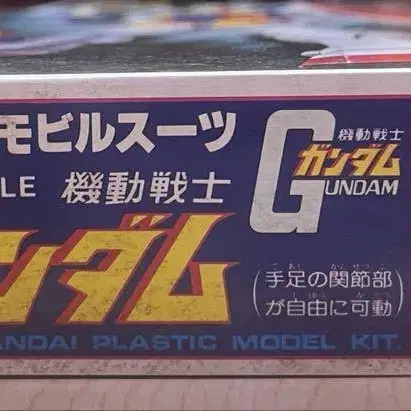 モビルスーツ
LE 機動戦士
ンダム
(手足の関節部
が自由に可動)
機動戦士
ガンダム
GUNDAM
ANDAI PLASTIC MODEL KIT.